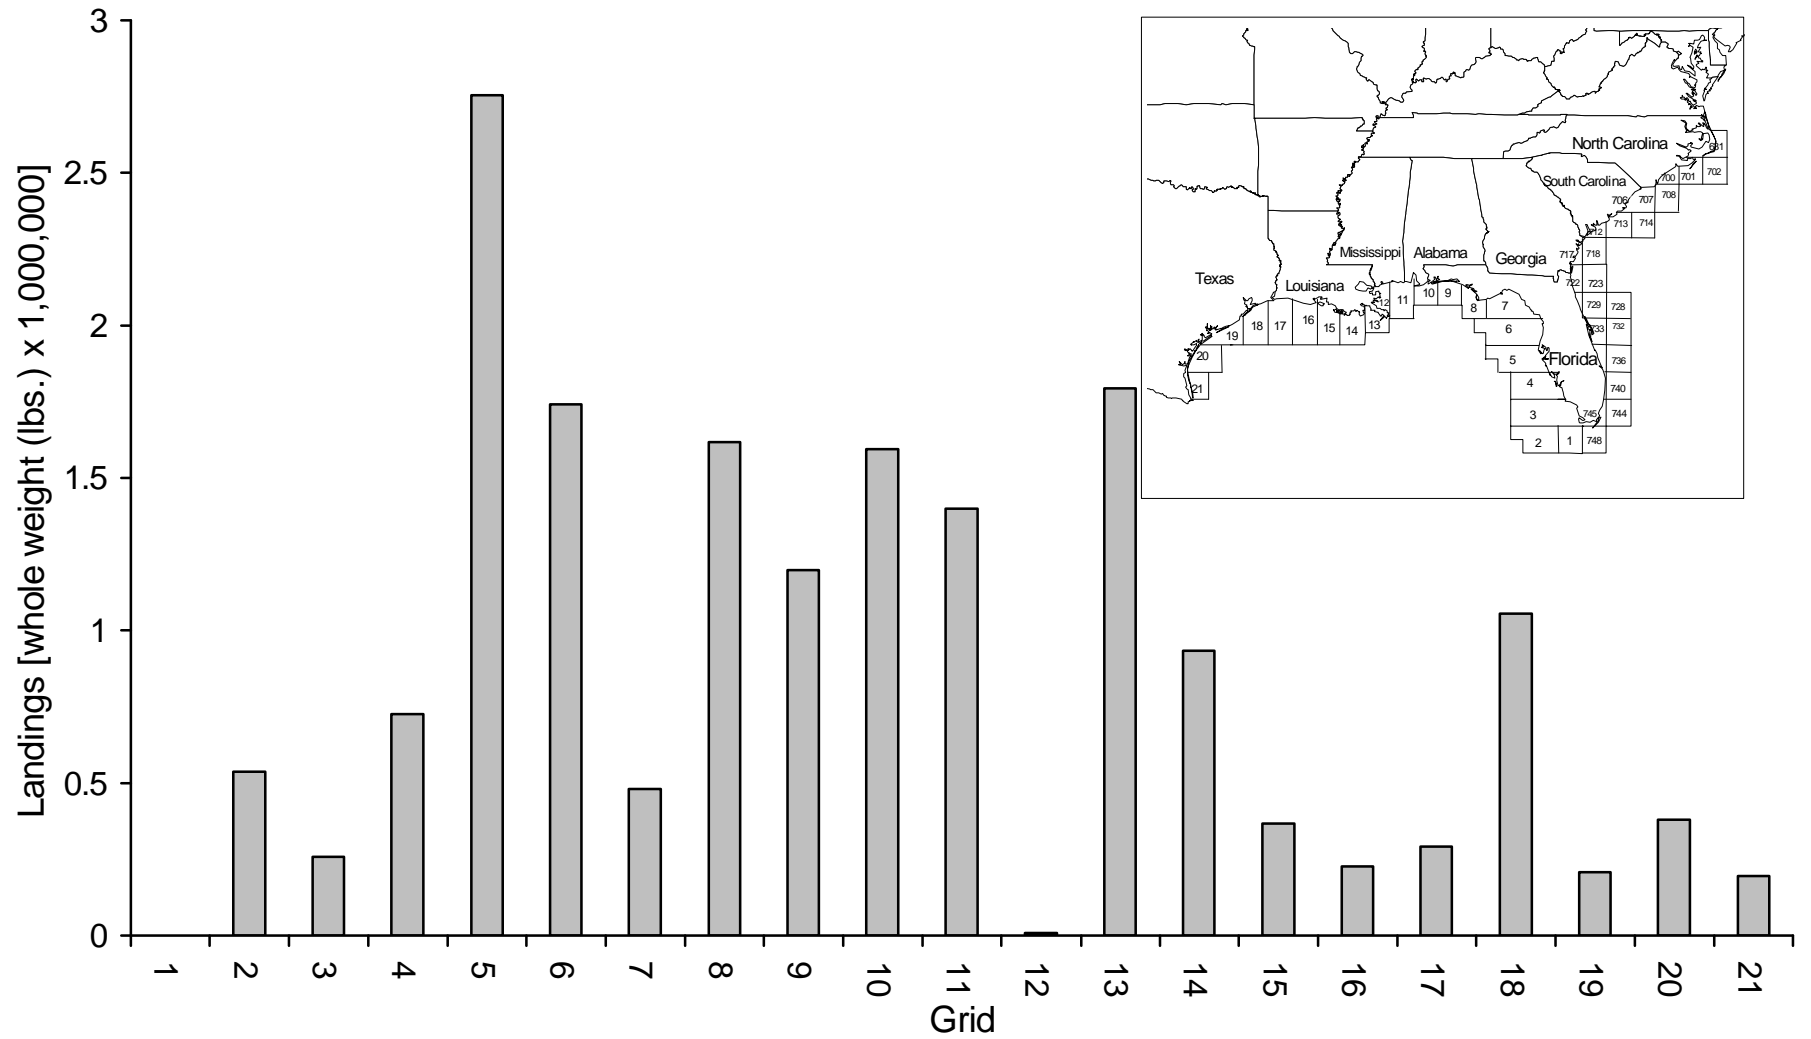 Landings [whole weight (lbs.) x 1,000,000]
3
2.5
2
1.5
1
0.5
0
1 2 3 4 5 6 7 8 9 10 11 12 13 14 15 16 17 18 19 20 21
Grid
North Carolina
631
South Carolina
700 701 702
706 707 708
712 713 714
Mississippi Alabama Georgia
717 718
Texas Louisiana
722 723
12 11 10 9 8 7
729 728
19 18 17 16 15 14 13
6
733 732
20
5 Florida 736
21
4 740
3 745 744
2 1 748